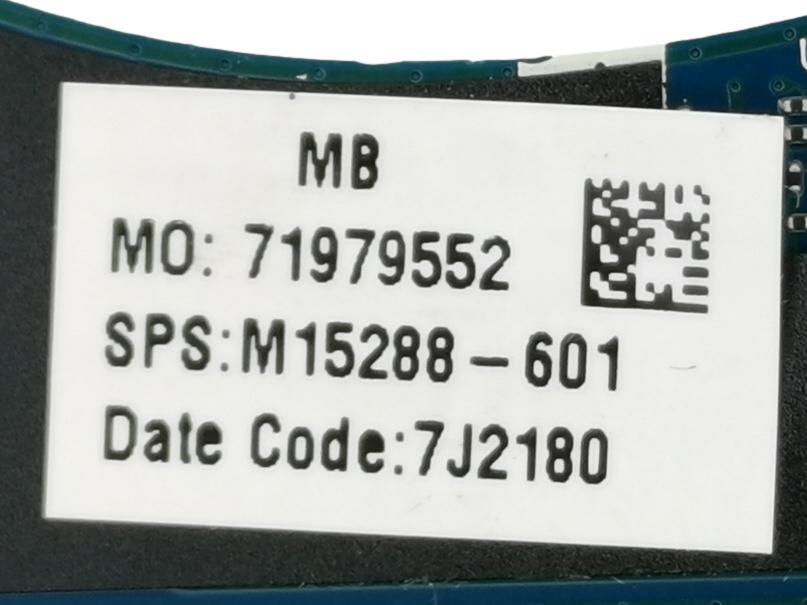 MB
MO: 71979552
SPS:M15288-601
Date Code:7J2180